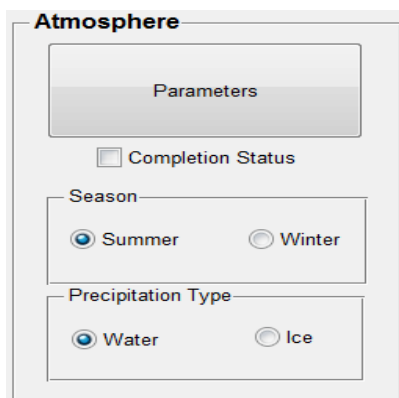 Atmosphere
Parameters
Completion Status
Season
Summer Winter
Precipitation Type
Water Ice